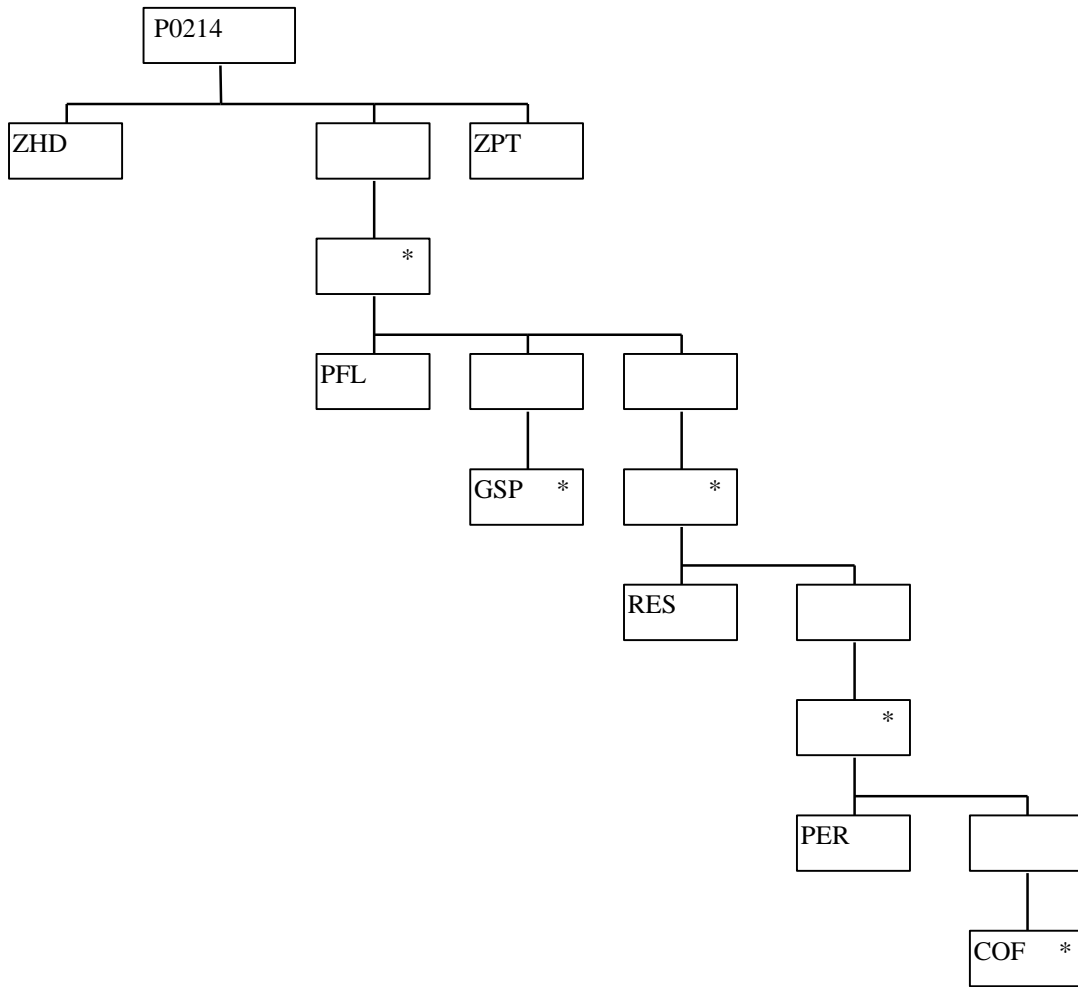 P0214
ZHD
ZPT
*
PFL
GSP *
*
RES
*
PER
COF *